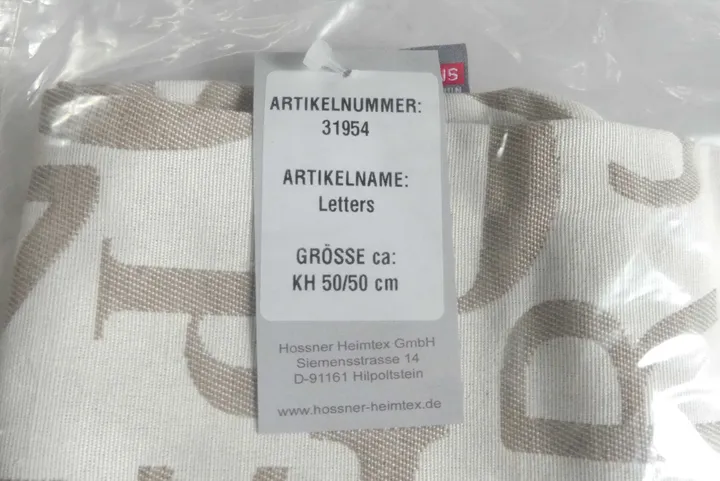 ARTIKELNUMMER:
31954
ARTIKELNAME:
Letters
GRÖSSE ca:
KH 50/50 cm
Hossner Heimtex GmbH
Siemensstrasse 14
D-91161 Hilpoltstein
www.hossner-heimtex.de